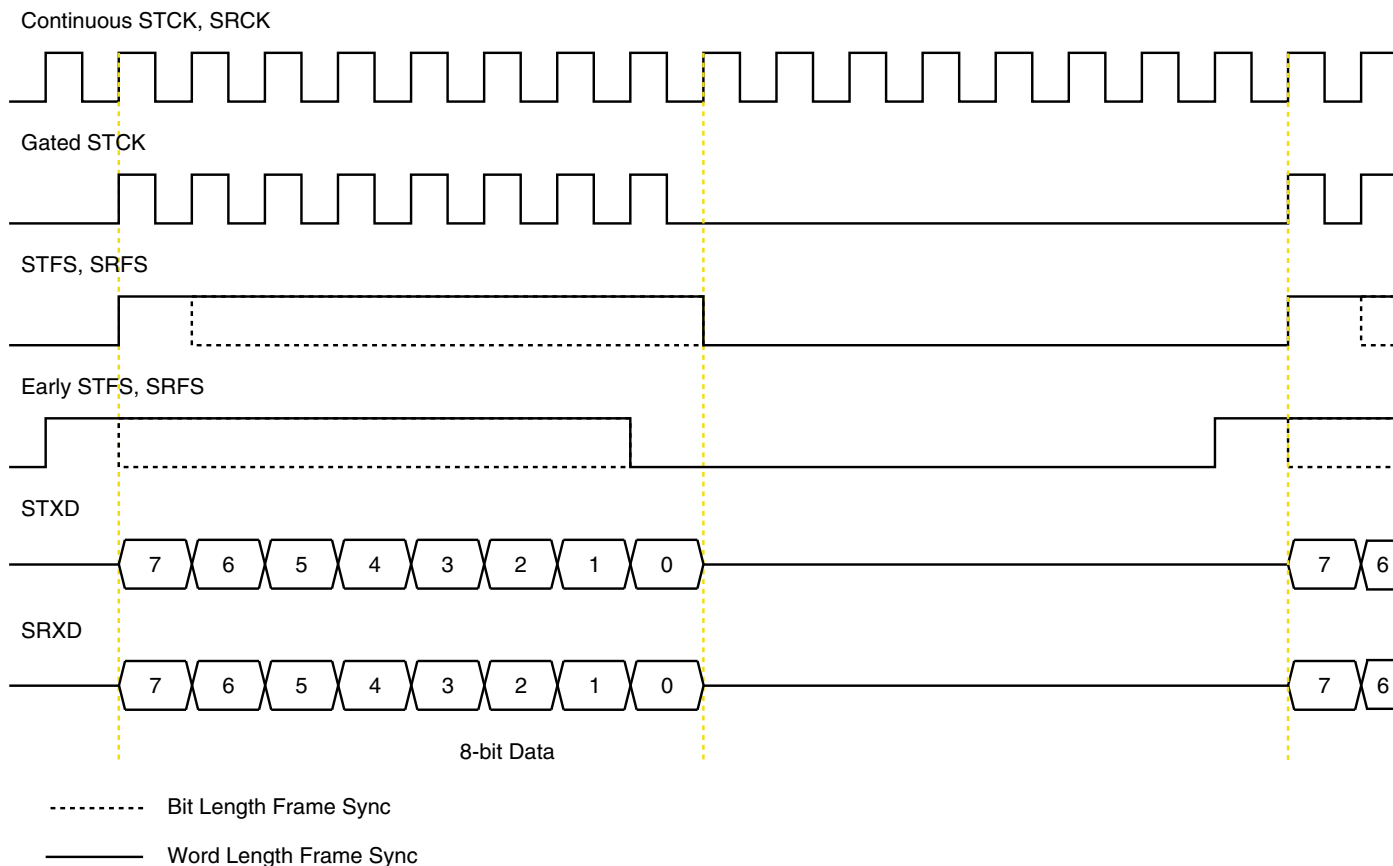 Continuous STCK, SRCK
Gated STCK
STFS, SRFS
Early STFS, SRFS
STXD
7 6 5 4 3 2 1 0 7 6
SRXD
7 6 5 4 3 2 1 0 7 6
8-bit Data
Bit Length Frame Sync
Word Length Frame Sync